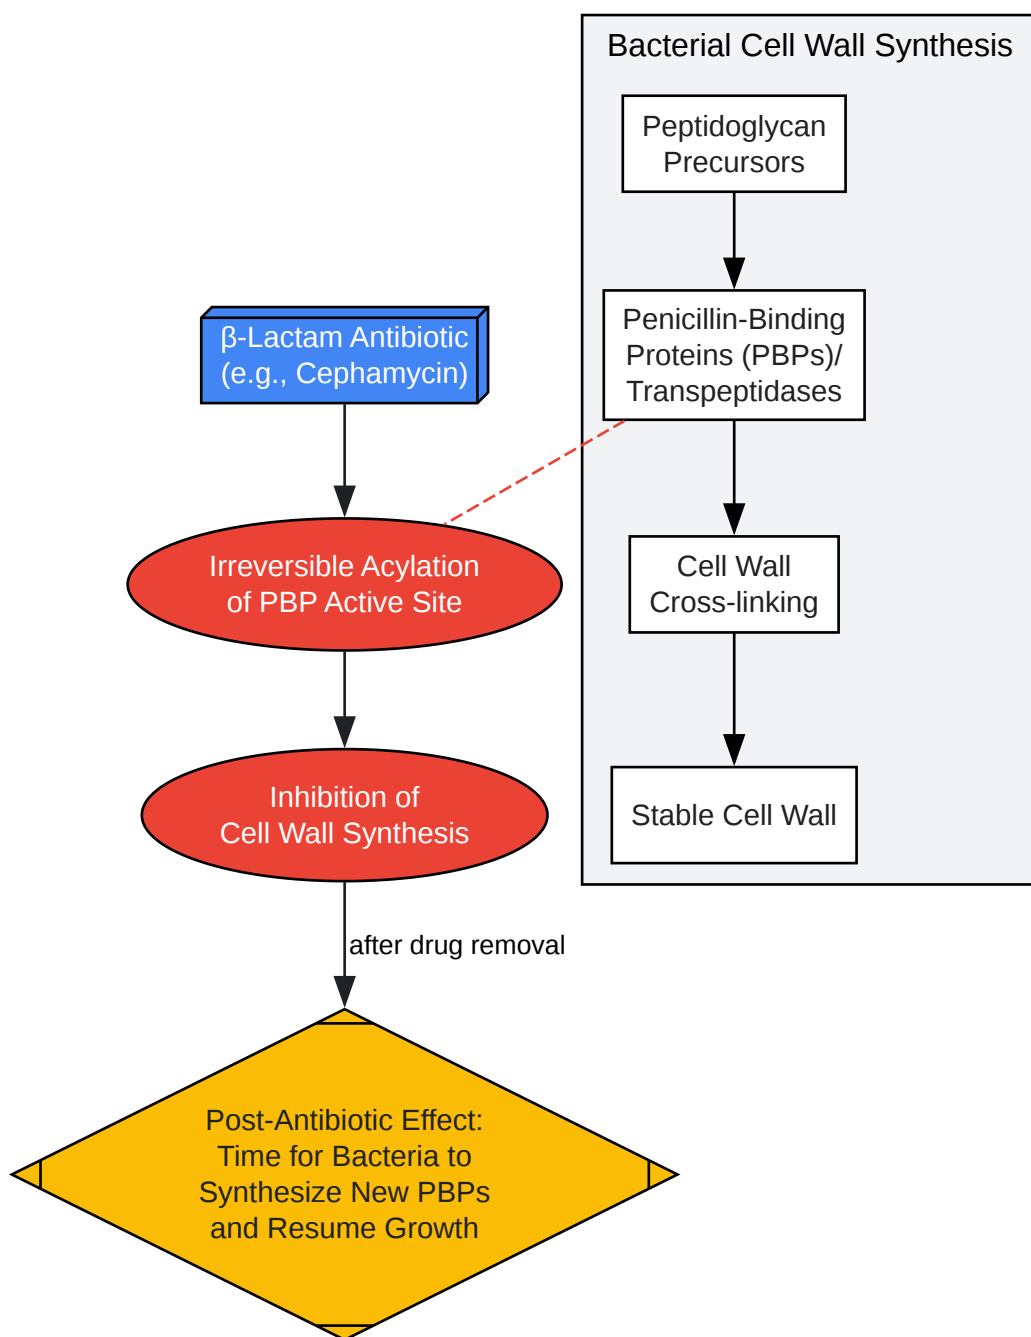 Bacterial Cell Wall Synthesis
Peptidoglycan
Precursors
Penicillin-Binding
Proteins (PBPs)/
Transpeptidases
Cell Wall
Cross-linking
Stable Cell Wall
β-Lactam Antibiotic
(e.g., Cephamycin)
Irreversible Acylation
of PBP Active Site
Inhibition of
Cell Wall Synthesis
after drug removal
Post-Antibiotic Effect:
Time for Bacteria to
Synthesize New PBPs
and Resume Growth